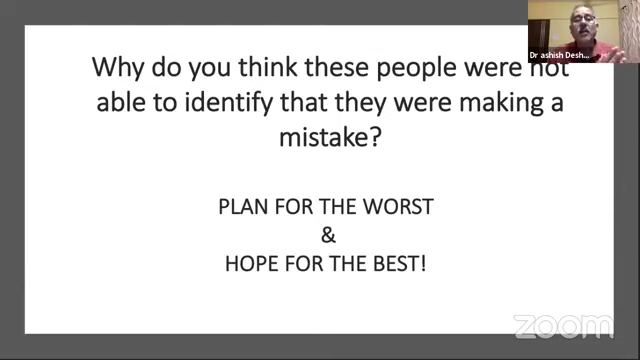 Why do you think these people were not
able to identify that they were making a
mistake?
PLAN FOR THE WORST
&
HOPE FOR THE BEST!
Dr ashish Desh...
zoom